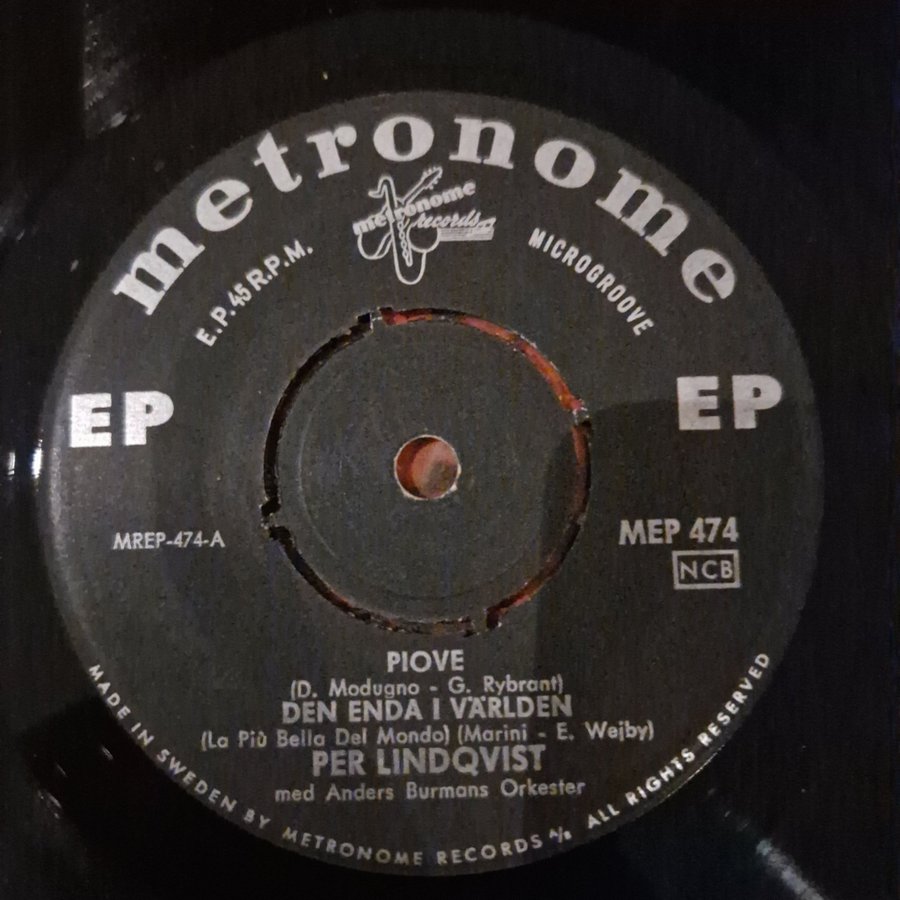 metronome
metronome
records
E.P. 45 R.P.M.
MICROGROOVE
EP
EP
MREP-474-A
MEP 474
NCB
PIOVE
(D. Modugno - G. Rybrant)
DEN ENDA I VÄRLDEN
(La Più Bella Del Mondo) (Marini - E. Wejby)
PER LINDQVIST
med Anders Burmans Orkester
MADE IN SWEDEN BY METRONOME RECORDS A/B ALL RIGHTS RESERVED